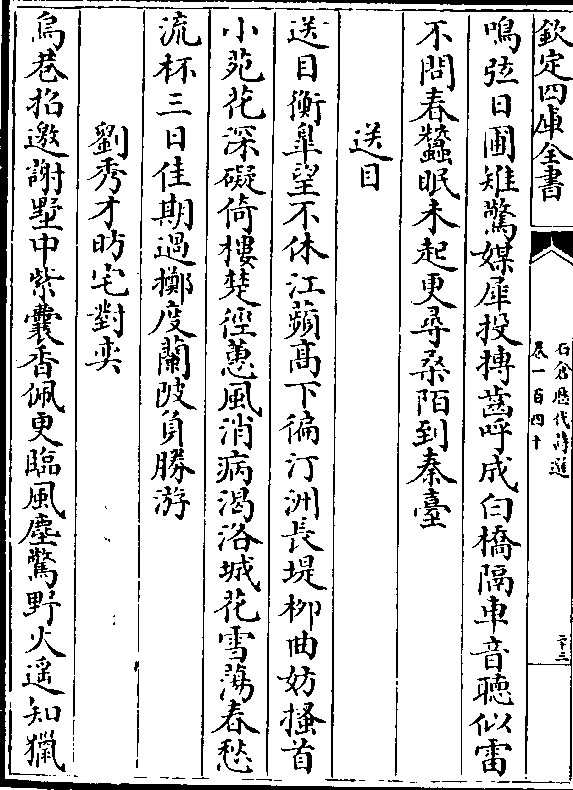 欽定四庫全書
石倉歷代詩選
卷一百四十
二十三
鳴弦日圃雉驚媒犀投摶齒呼成白橋隔車音聽似雷
不問春蠶眠未起更尋桑陌到秦臺
送目
送目衡臯望不休江蘋高下徧汀洲長堤柳曲妨搔首
小苑花深礙倚樓楚徑蕙風消病渴洛城花雪蕩春愁
流杯三日佳期過擲度蘭陂負勝游
劉秀才昉宅對奕
烏巷招邀謝墅中紫囊香佩更臨風塵驚野火遥知獵